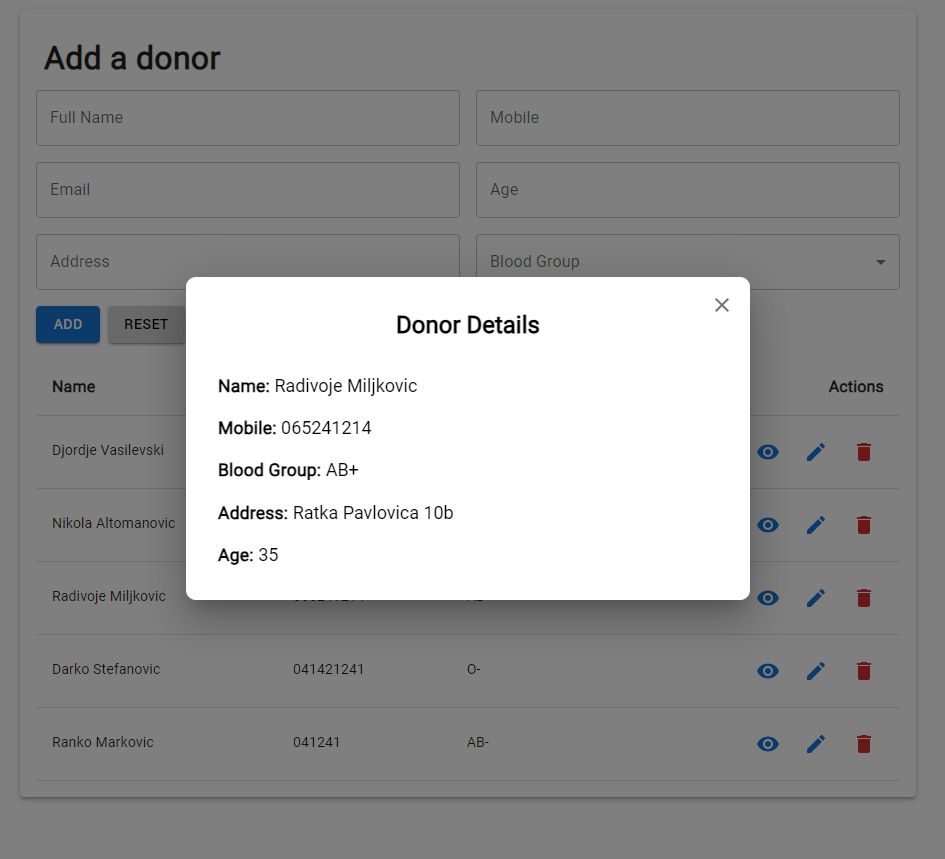 Add a donor
Full Name Mobile
Email Age
Address Blood Group
ADD RESET
Donor Details
Name: Radivoje Miljkovic
Mobile: 065241214
Blood Group: AB+
Address: Ratka Pavlovica 10b
Age: 35
Name Actions
Djordje Vasilevski
Nikola Altomanovic
Radivoje Miljkovic
Darko Stefanovic 041421241 O-
Ranko Markovic 041241 AB-